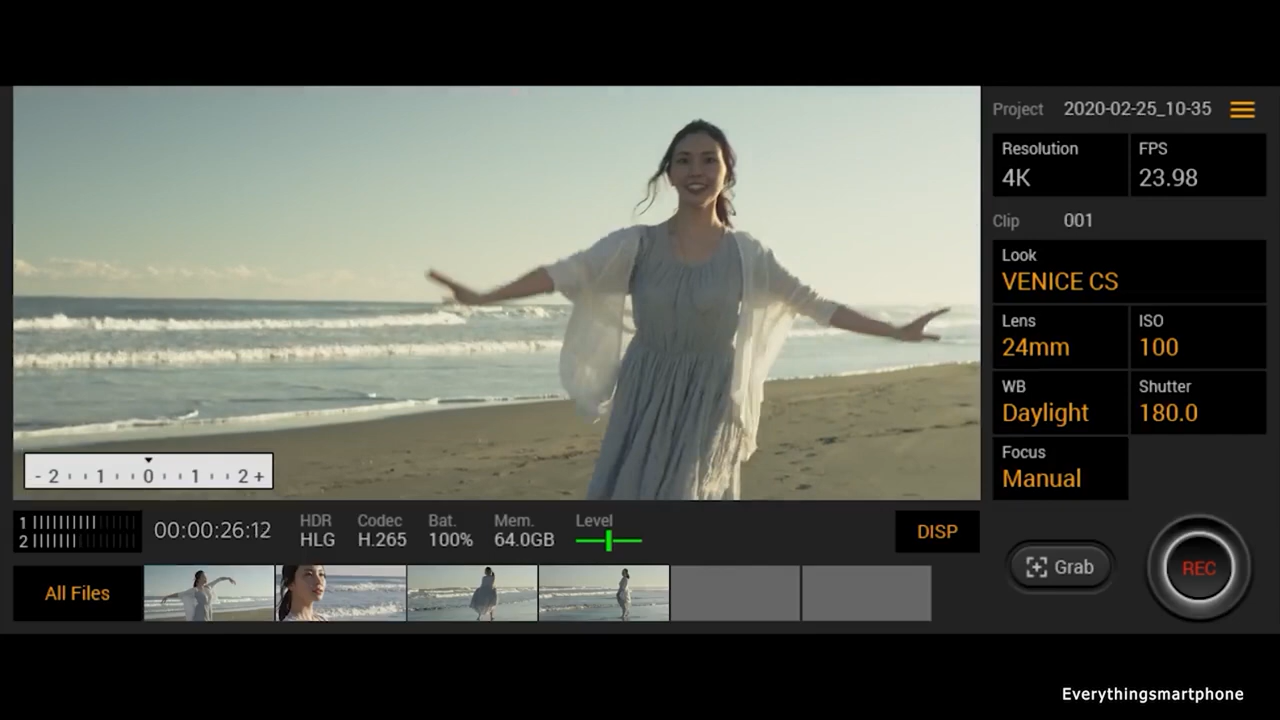 Project 2020-02-25_10-35
Resolution FPS
4K 23.98
Clip 001
Look
VENICE CS
Lens ISO
24mm 100
WB Shutter
Daylight 180.0
Focus
Manual
- 2 1 0 1 2 +
1
2
00:00:26:12
HDR Codec Bat. Mem. Level
HLG H.265 100% 64.0GB
DISP
All Files
Grab
REC
Everythingsmartphone